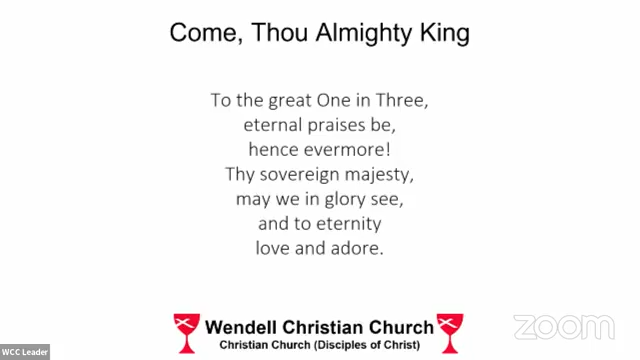 Come, Thou Almighty King
To the great One in Three,
eternal praises be,
hence evermore!
Thy sovereign majesty,
may we in glory see,
and to eternity
love and adore.
Wendell Christian Church
Christian Church (Disciples of Christ)
zoom
WCC Leader